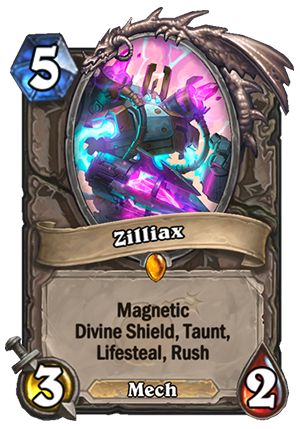 5
Zilliax
Magnetic
Divine Shield, Taunt,
Lifesteal, Rush
3
Mech
2